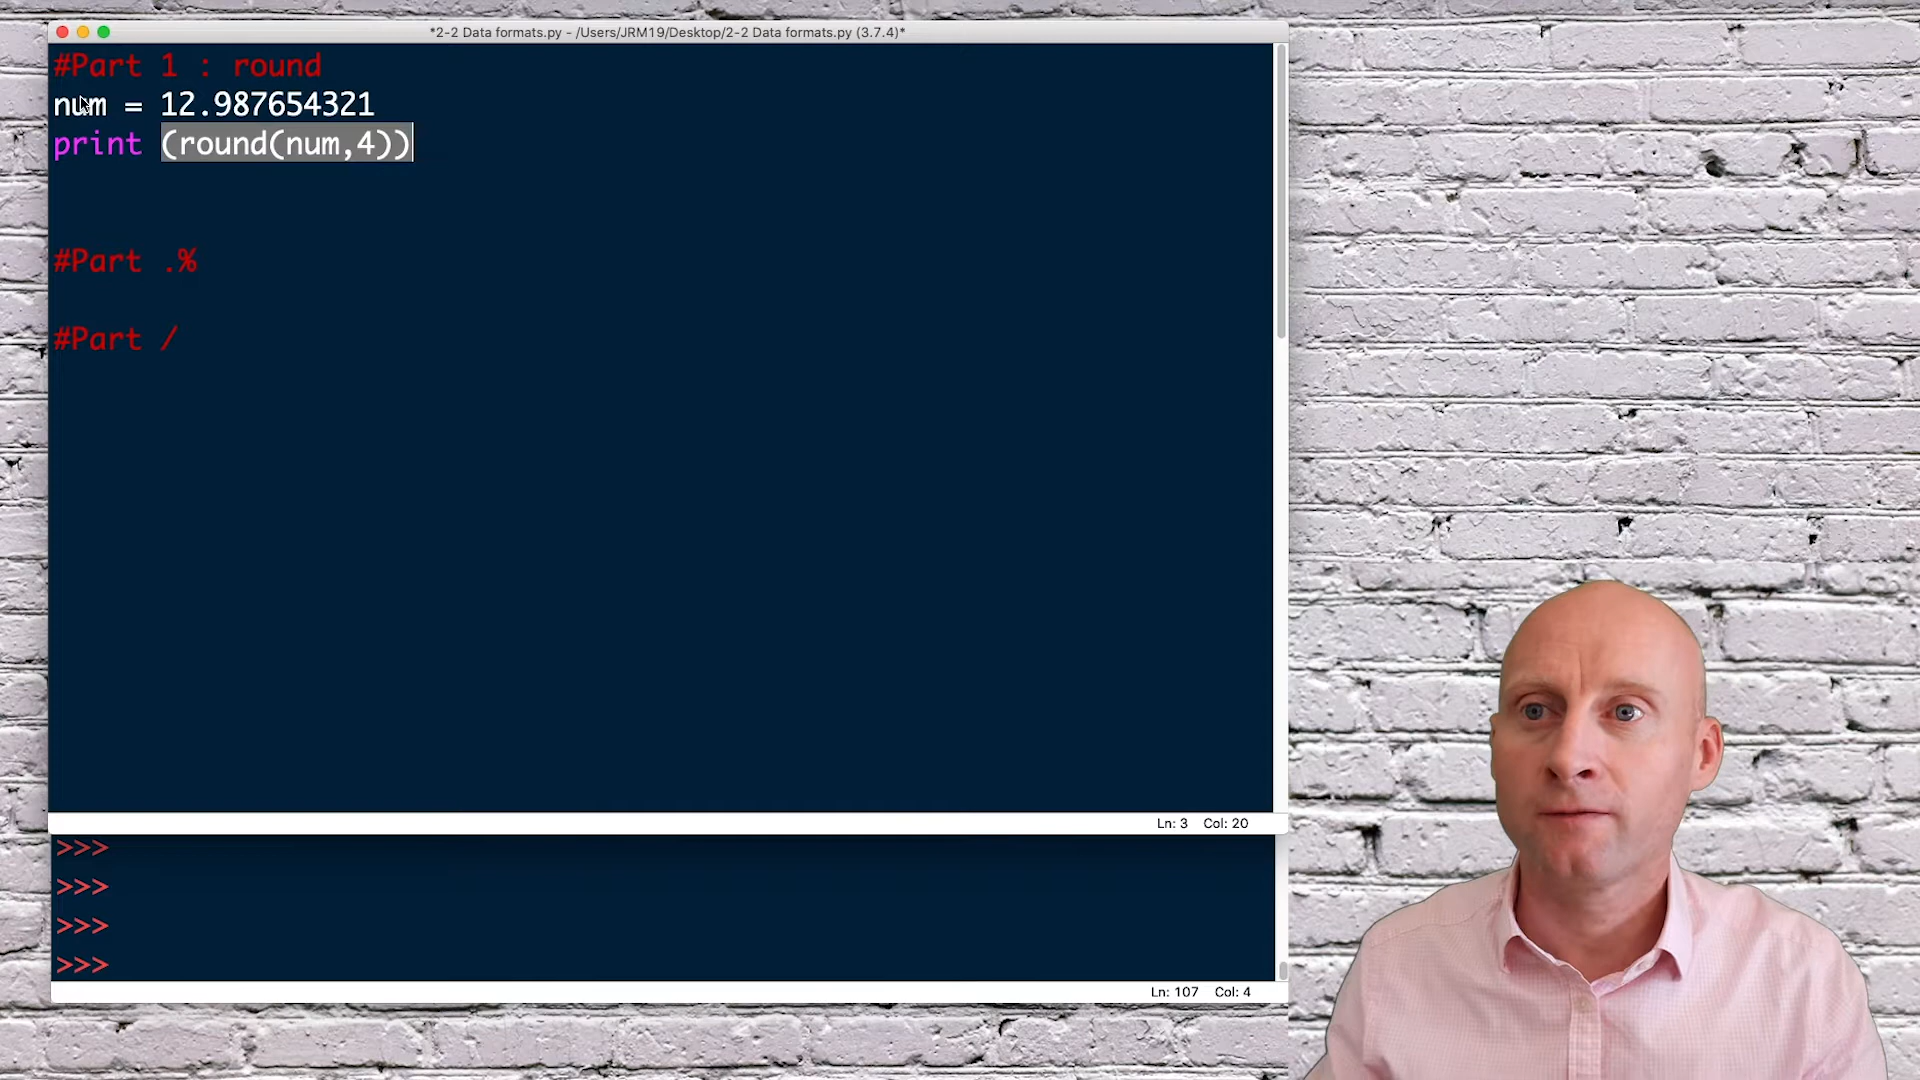 *2-2 Data formats.py - /Users/JRM19/Desktop/2-2 Data formats.py (3.7.4)*
#Part 1 : round
num = 12.987654321
print (round(num,4))
#Part .%
#Part /
Ln: 3 Col: 20
>>>
>>>
>>>
>>>
Ln: 107 Col: 4